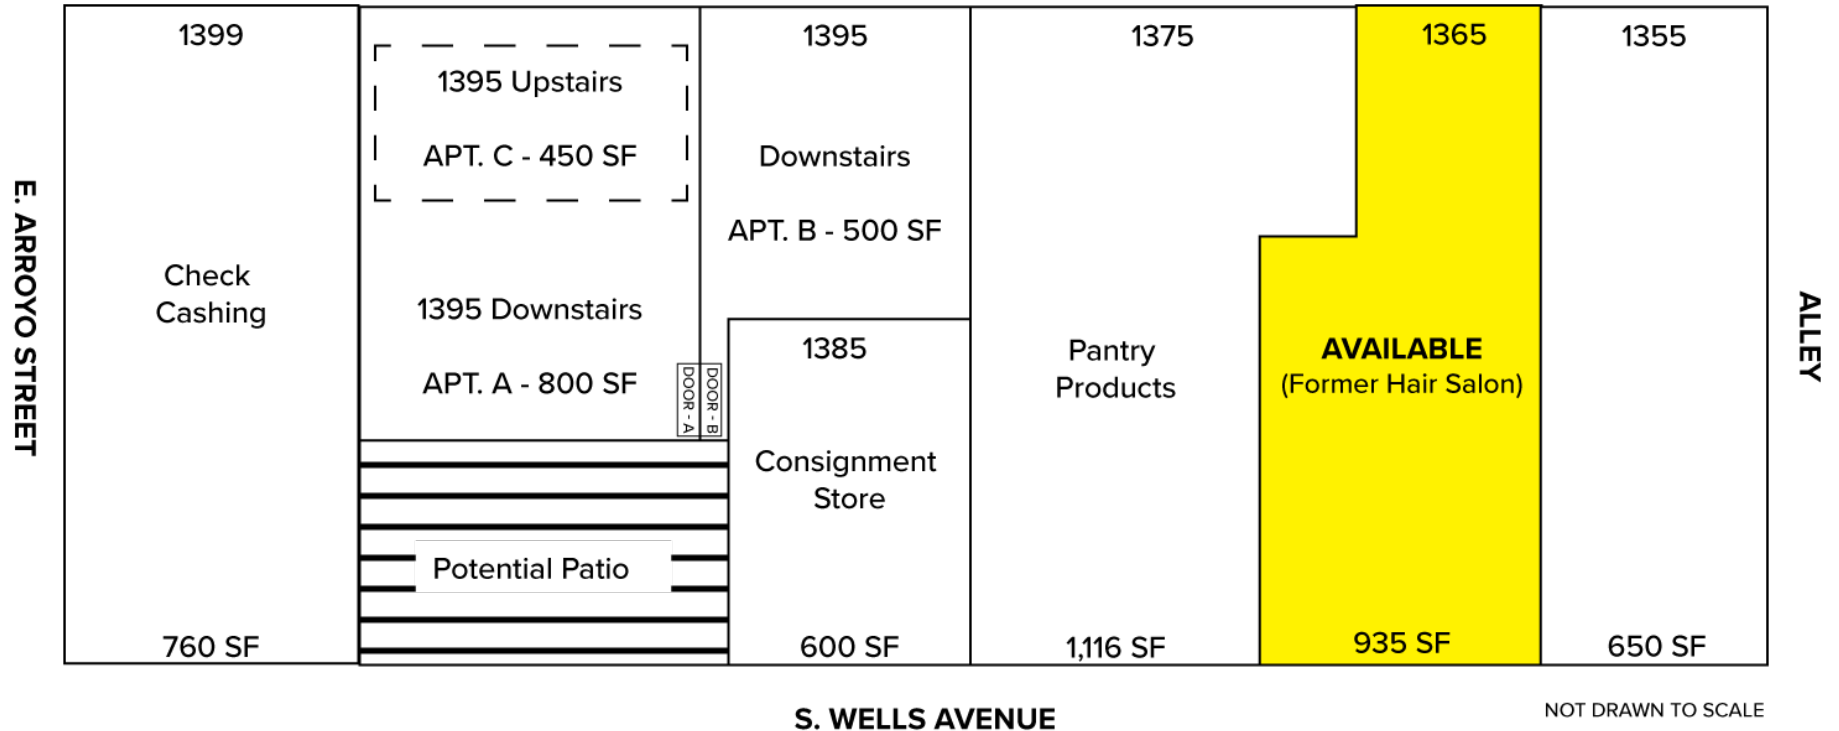 1399
Check
Cashing
760 SF
1395 Upstairs
APT. C - 450 SF
1395 Downstairs
APT. A - 800 SF
DOOR - A
DOOR - B
Potential Patio
1395
Downstairs
APT. B - 500 SF
1385
Consignment
Store
600 SF
1375
Pantry
Products
1,116 SF
1365
AVAILABLE
(Former Hair Salon)
935 SF
1355
650 SF
E. ARROYO STREET
ALLEY
S. WELLS AVENUE
NOT DRAWN TO SCALE